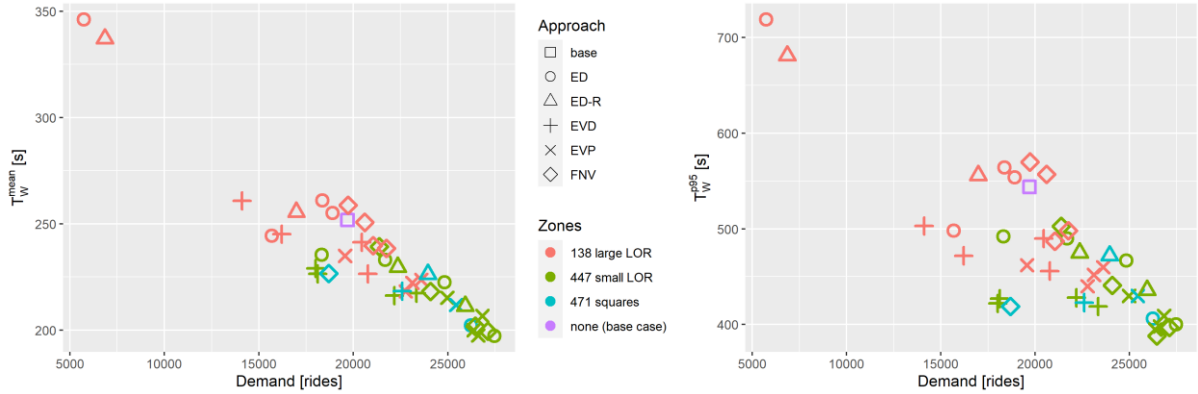 350
300
250
200
T_W^mean [s]
5000 10000 15000 20000 25000
Demand [rides]
Approach
base
ED
ED-R
EVD
EVP
FNV
Zones
138 large LOR
447 small LOR
471 squares
none (base case)
700
600
500
400
T_W^p95 [s]
5000 10000 15000 20000 25000
Demand [rides]